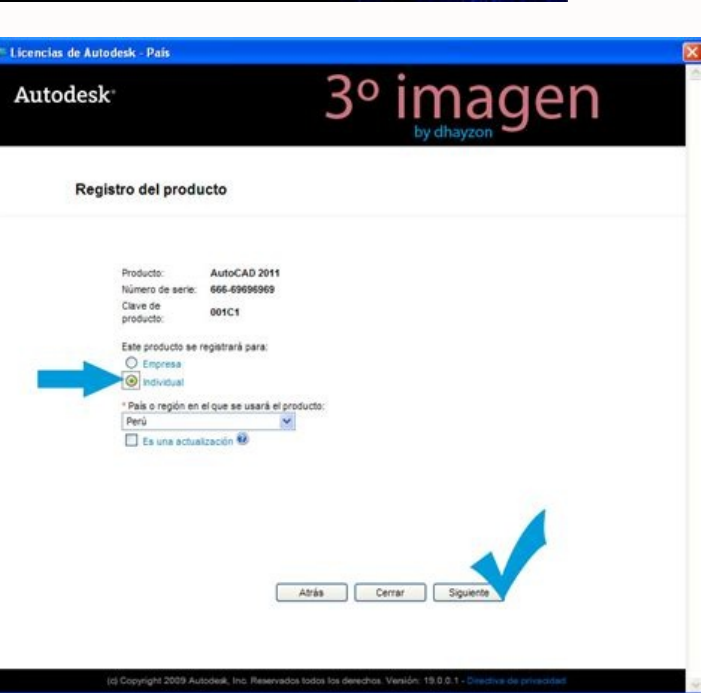 Licencias de Autodesk - País
Autodesk
3º imagen
by dhayzon
Registro del producto
Producto: AutoCAD 2011
Número de serie: 666-69696969
Clave de producto: 001C1
Este producto se registrará para:
Empresa
Individual
* País o región en el que se usará el producto:
Perú
Es una actualización
Atrás Cerrar Siguiente
(c) Copyright 2009 Autodesk, Inc. Reservados todos los derechos. Versión: 19.0.0.1 - Directiva de privacidad